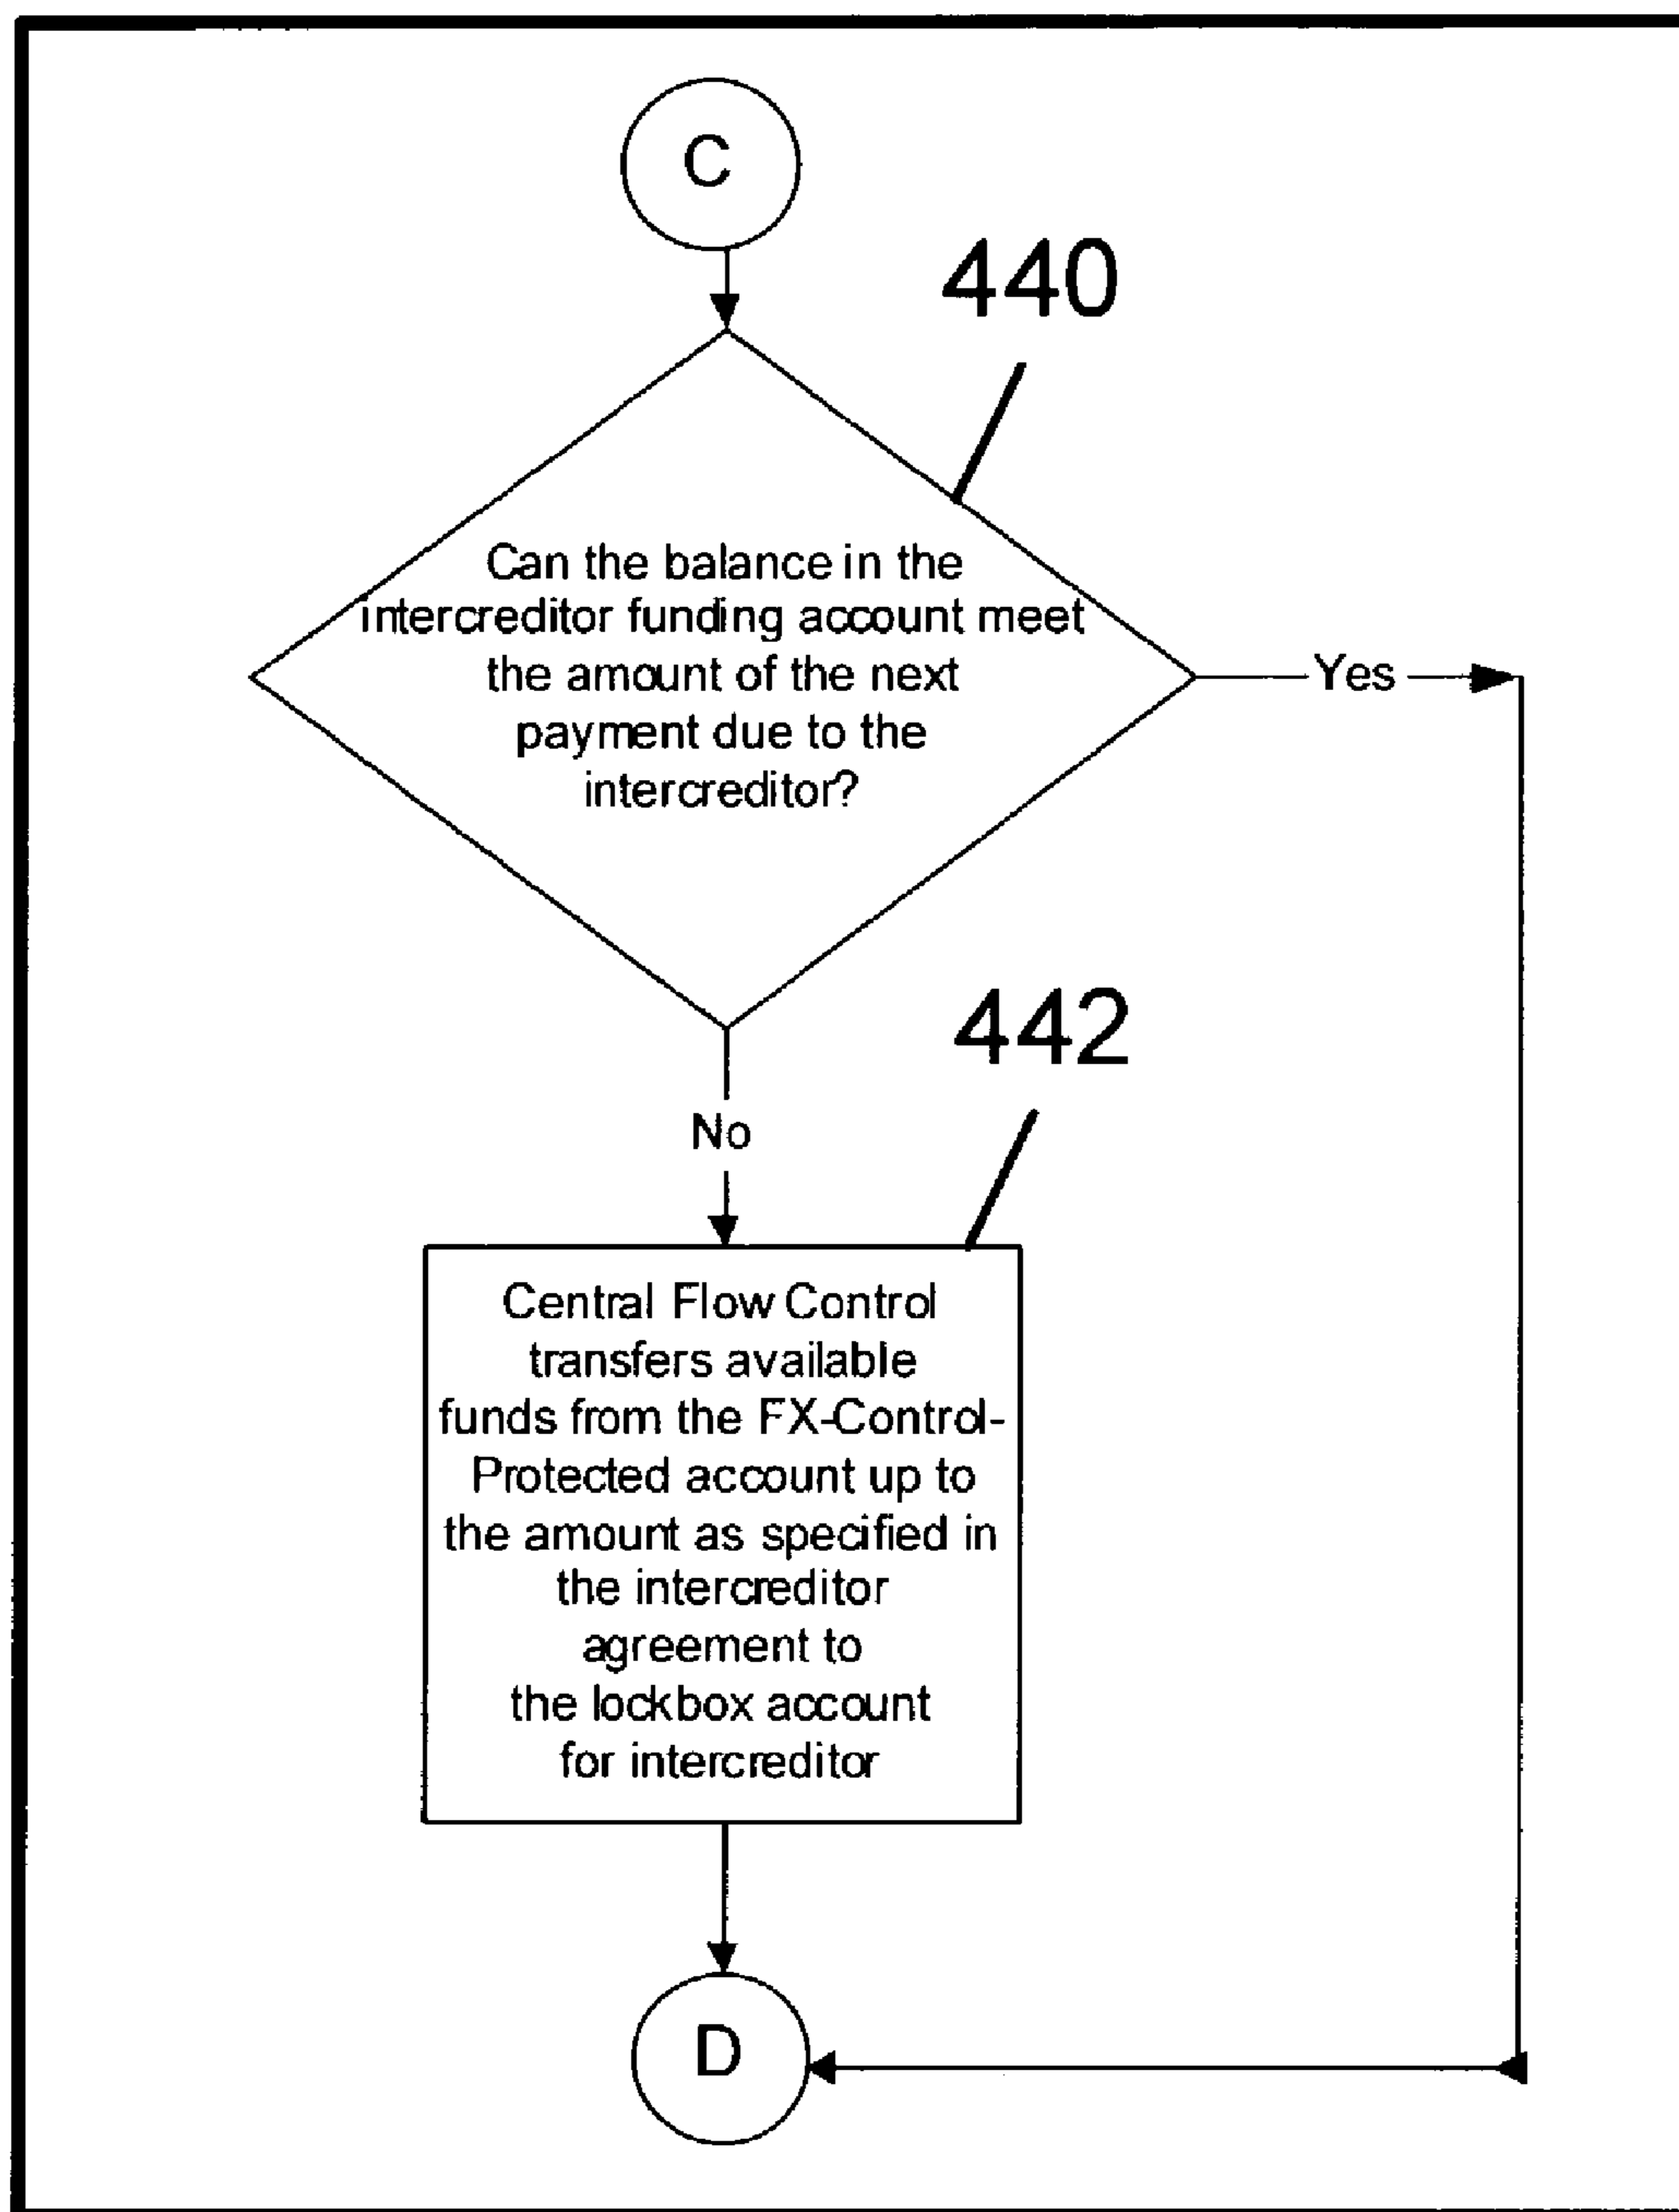 C
440
Can the balance in the
intercreditor funding account meet
the amount of the next
payment due to the
intercreditor?
Yes
442
No
Central Flow Control
transfers available
funds from the FX-Control-
Protected account up to
the amount as specified in
the intercreditor
agreement to
the lockbox account
for intercreditor
D